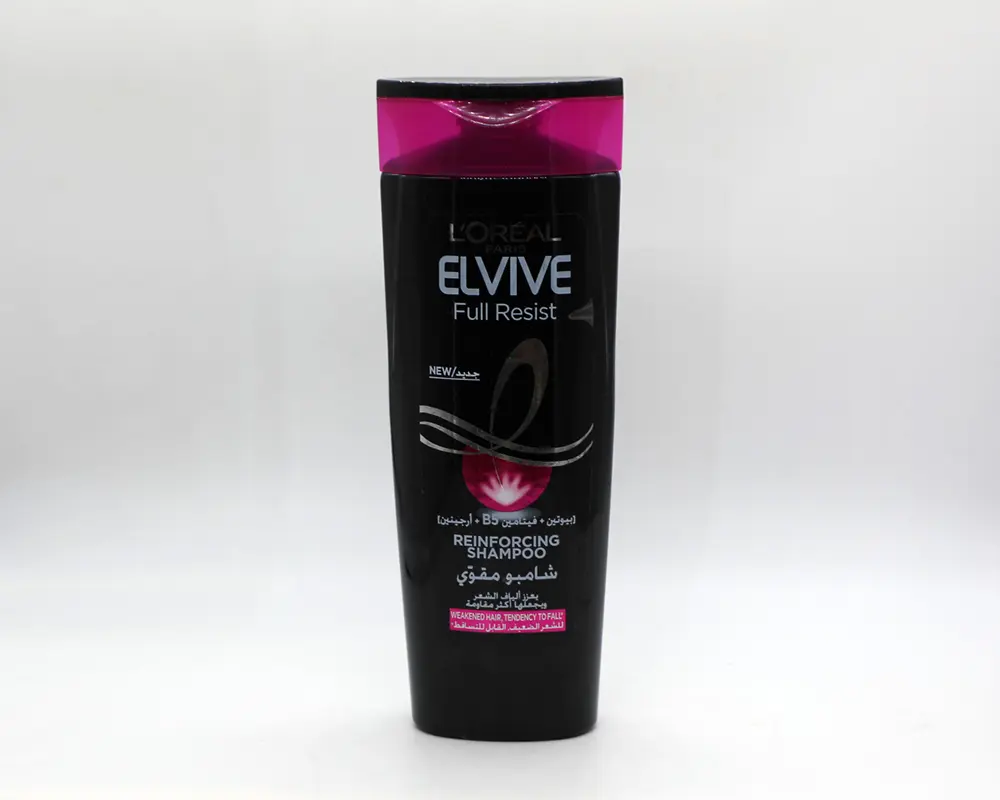 L'ORÉAL
PARIS
ELVIVE
Full Resist
NEW/جديد
[بيوتين + فيتامين B5 + أرجينين]
REINFORCING
SHAMPOO
شامبو مقوّي
يعزز ألياف الشعر
ويجعلها أكثر مقاومة
WEAKENED HAIR, TENDENCY TO FALL*
للشعر الضعيف، القابل للتساقط*